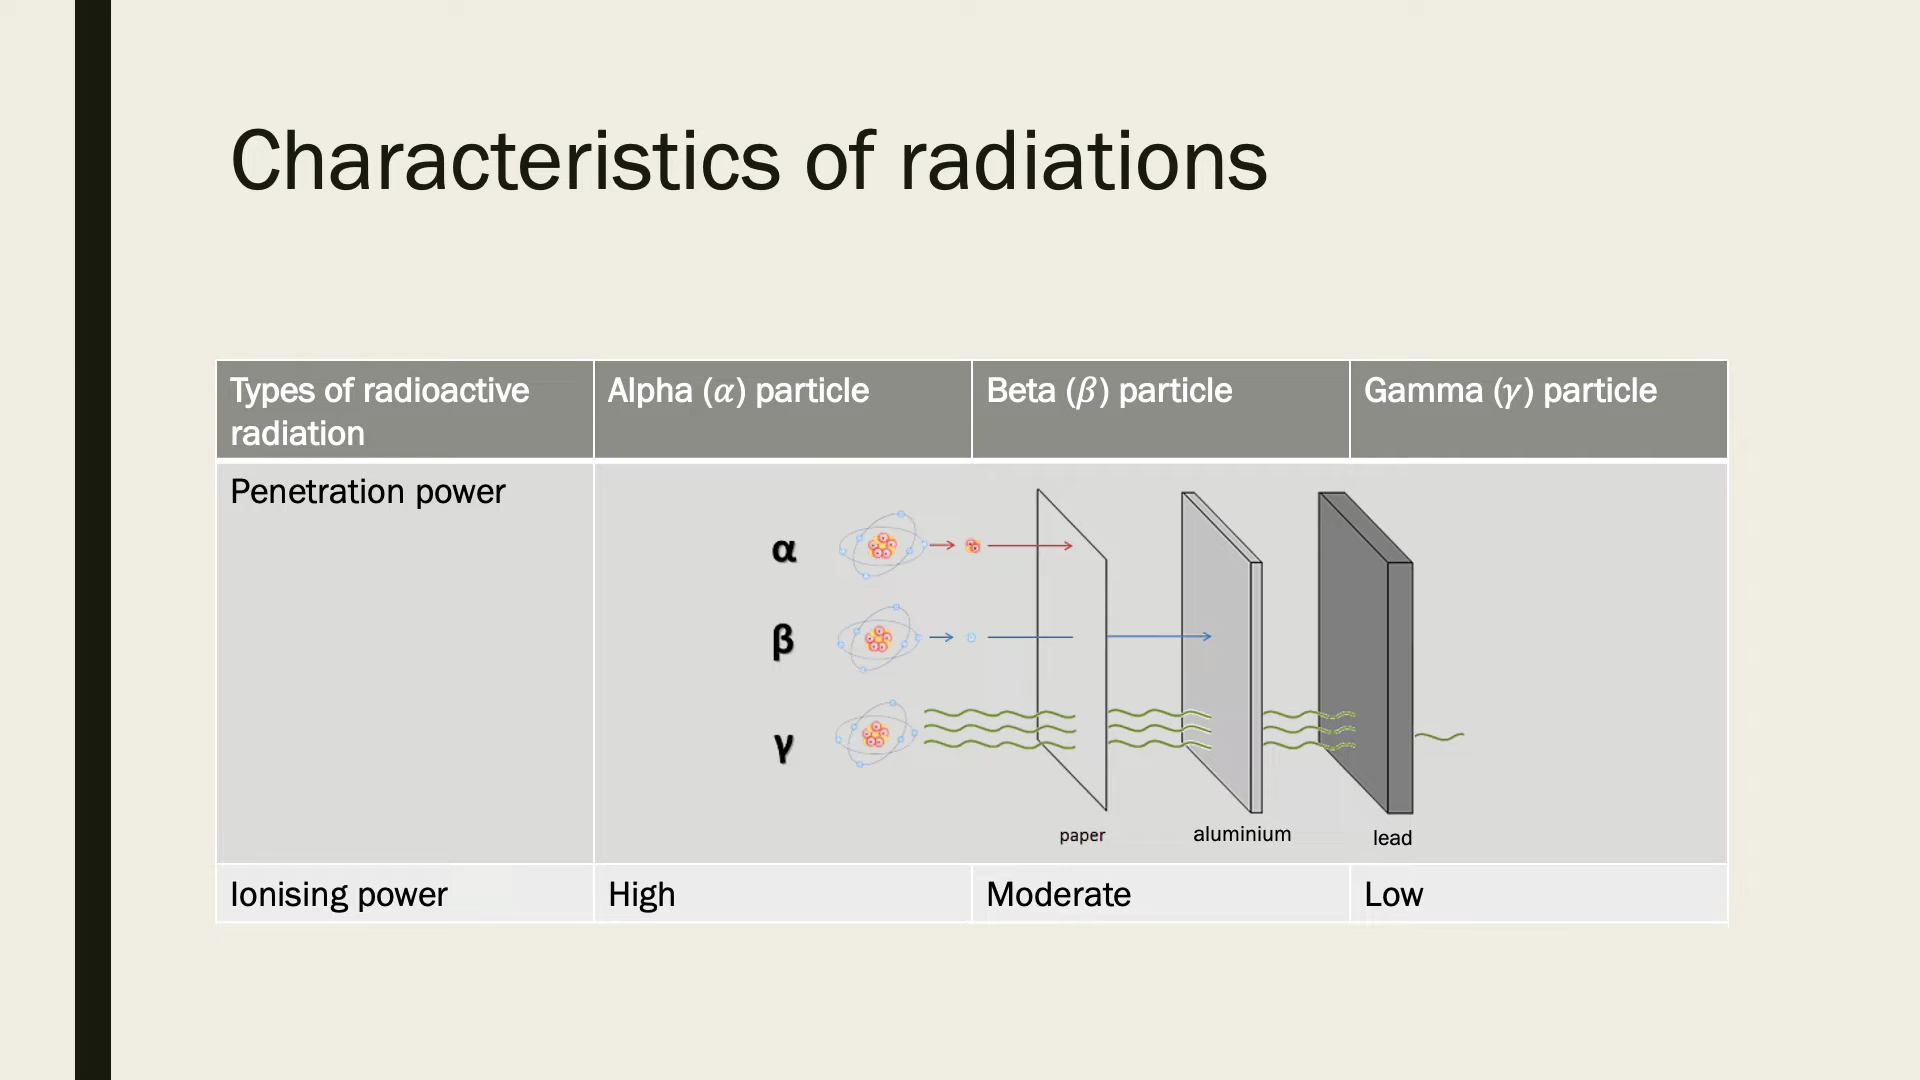 Characteristics of radiations
Types of radioactive radiation
Alpha (α) particle
Beta (β) particle
Gamma (γ) particle
Penetration power
α
β
γ
paper
aluminium
lead
Ionising power
High
Moderate
Low